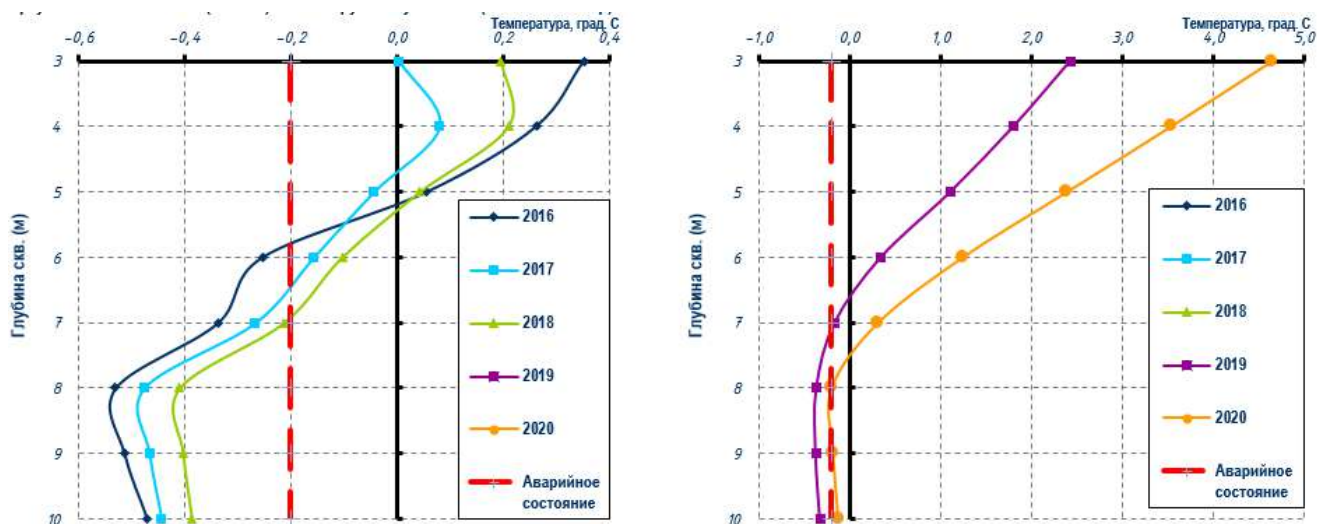 Температура, град. С
-0,6 -0,4 -0,2 0,0 0,2 0,4
3
4
5
6
7
8
9
10
Глубина скв. (м)
2016
2017
2018
2019
2020
Аварийное
состояние
Температура, град. С
-1,0 0,0 1,0 2,0 3,0 4,0 5,0
3
4
5
6
7
8
9
10
Глубина скв. (м)
2016
2017
2018
2019
2020
Аварийное
состояние